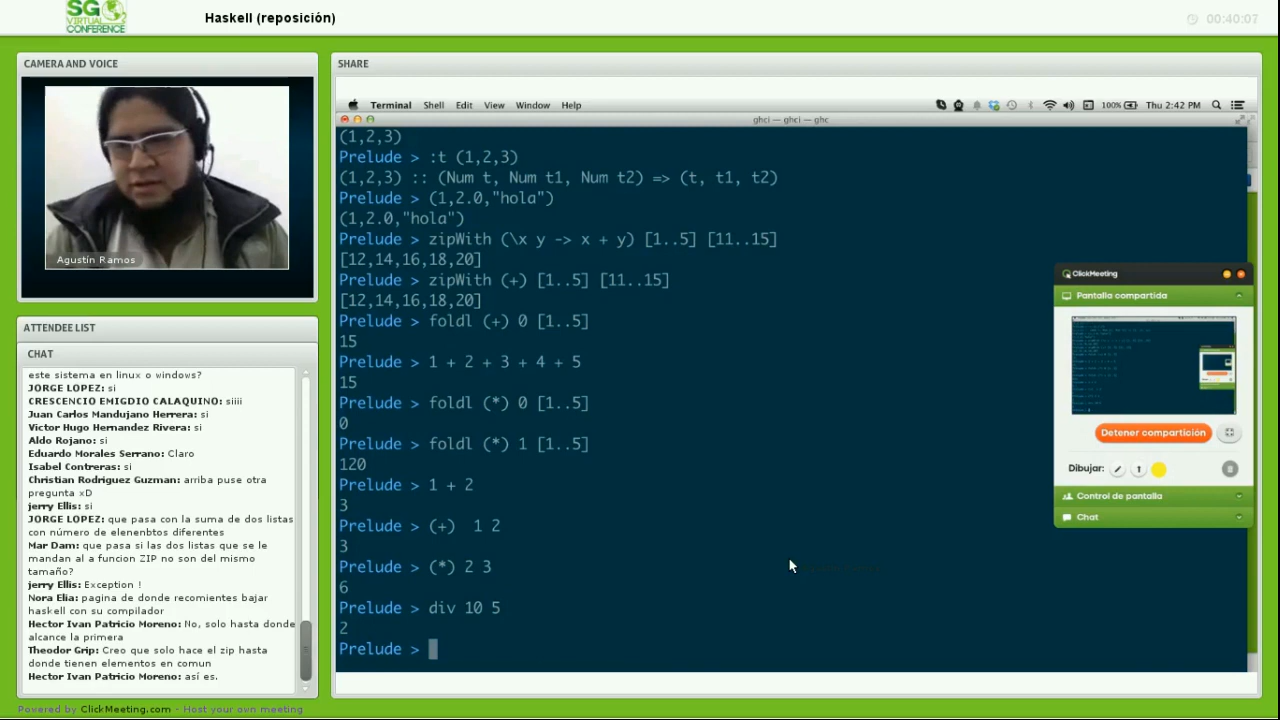 SG
VIRTUAL
CONFERENCE
Haskell (reposición)
00:40:07
CAMERA AND VOICE
Agustín Ramos
ATTENDEE LIST
CHAT
este sistema en linux o windows?
JORGE LOPEZ: si
CRESCENCIO EMIGDIO CALAQUINO: siiii
Juan Carlos Mandujano Herrera: si
Victor Hugo Hernandez Rivera: si
Aldo Rojano: si
Eduardo Morales Serrano: Claro
Isabel Contreras: si
Christian Rodriguez Guzman: arriba puse otra
pregunta xD
jerry Ellis: si
JORGE LOPEZ: que pasa con la suma de dos listas
con número de elenenbtos diferentes
Mar Dam: que pasa si las dos listas que se le
mandan al a funcion ZIP no son del mismo
tamaño?
jerry Ellis: Exception !
Nora Elia: pagina de donde recomientes bajar
haskell con su compilador
Hector Ivan Patricio Moreno: No, solo hasta donde
alcance la primera
Theodor Grip: Creo que solo hace el zip hasta
donde tienen elementos en comun
Hector Ivan Patricio Moreno: así es.
SHARE
Terminal Shell Edit View Window Help
100% Thu 2:42 PM
ghci — ghci — ghc
(1,2,3)
Prelude > :t (1,2,3)
(1,2,3) :: (Num t, Num t1, Num t2) => (t, t1, t2)
Prelude > (1,2.0,"hola")
(1,2.0,"hola")
Prelude > zipWith (\x y -> x + y) [1..5] [11..15]
[12,14,16,18,20]
Prelude > zipWith (+) [1..5] [11..15]
[12,14,16,18,20]
Prelude > foldl (+) 0 [1..5]
15
Prelude > 1 + 2 + 3 + 4 + 5
15
Prelude > foldl (*) 0 [1..5]
0
Prelude > foldl (*) 1 [1..5]
120
Prelude > 1 + 2
3
Prelude > (+)  1 2
3
Prelude > (*) 2 3
6
Prelude > div 10 5
2
Prelude >
ClickMeeting
Pantalla compartida
Detener compartición
Dibujar:
Control de pantalla
Chat
Powered by ClickMeeting.com - Host your own meeting